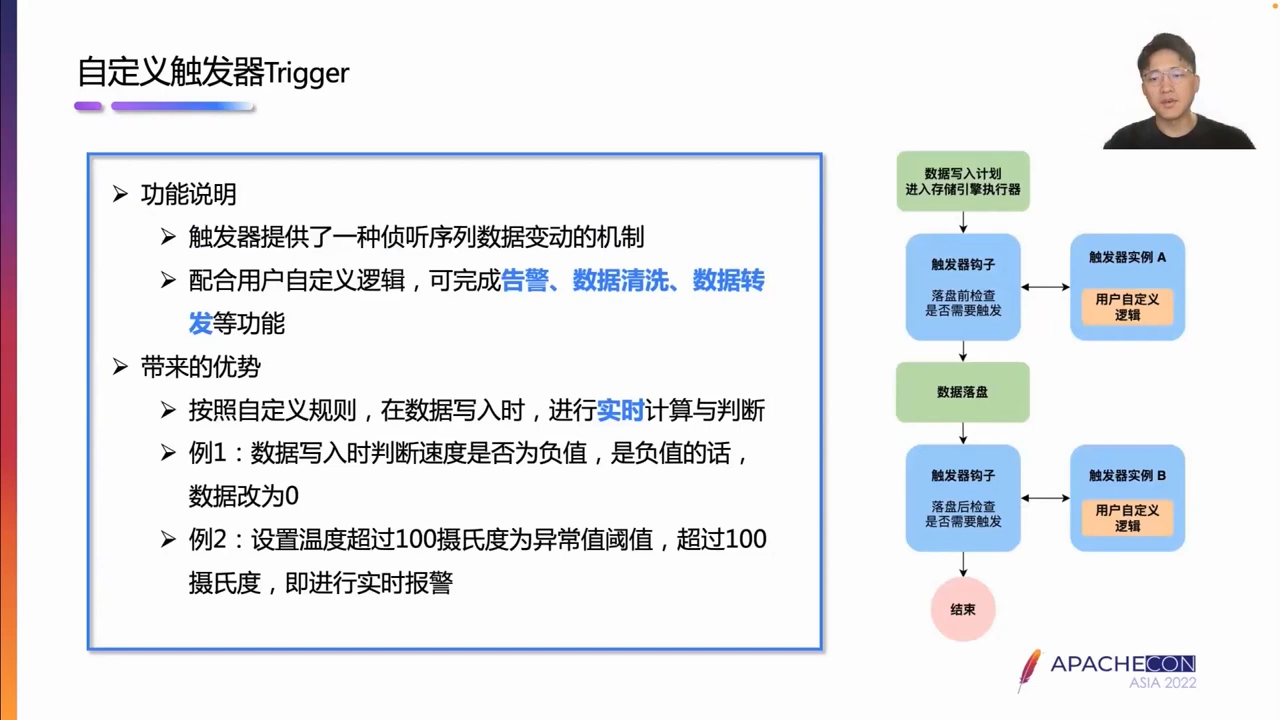 自定义触发器Trigger
➢ 功能说明
➢ 触发器提供了一种侦听序列数据变动的机制
➢ 配合用户自定义逻辑，可完成告警、数据清洗、数据转
发等功能
➢ 带来的优势
➢ 按照自定义规则，在数据写入时，进行实时计算与判断
➢ 例1：数据写入时判断速度是否为负值，是负值的话，
数据改为0
➢ 例2：设置温度超过100摄氏度为异常值阈值，超过100
摄氏度，即进行实时报警
数据写入计划
进入存储引擎执行器
触发器钩子
落盘前检查
是否需要触发
触发器实例 A
用户自定义
逻辑
数据落盘
触发器钩子
落盘后检查
是否需要触发
触发器实例 B
用户自定义
逻辑
结束
APACHECON
ASIA 2022